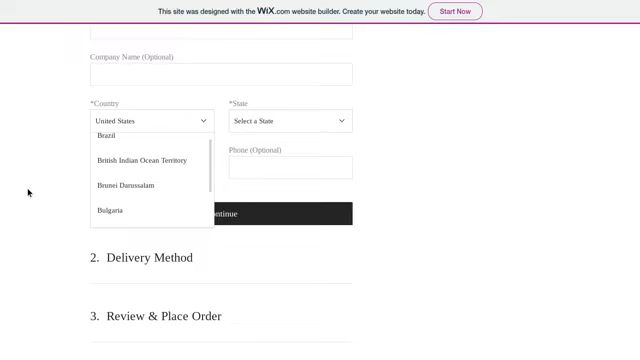 This site was designed with the WiX.com website builder. Create your website today. Start Now
Company Name (Optional)
*Country *State
United States Select a State
Brazil
Phone (Optional)
British Indian Ocean Territory
Brunei Darussalam
Bulgaria
ontinue
2. Delivery Method
3. Review & Place Order